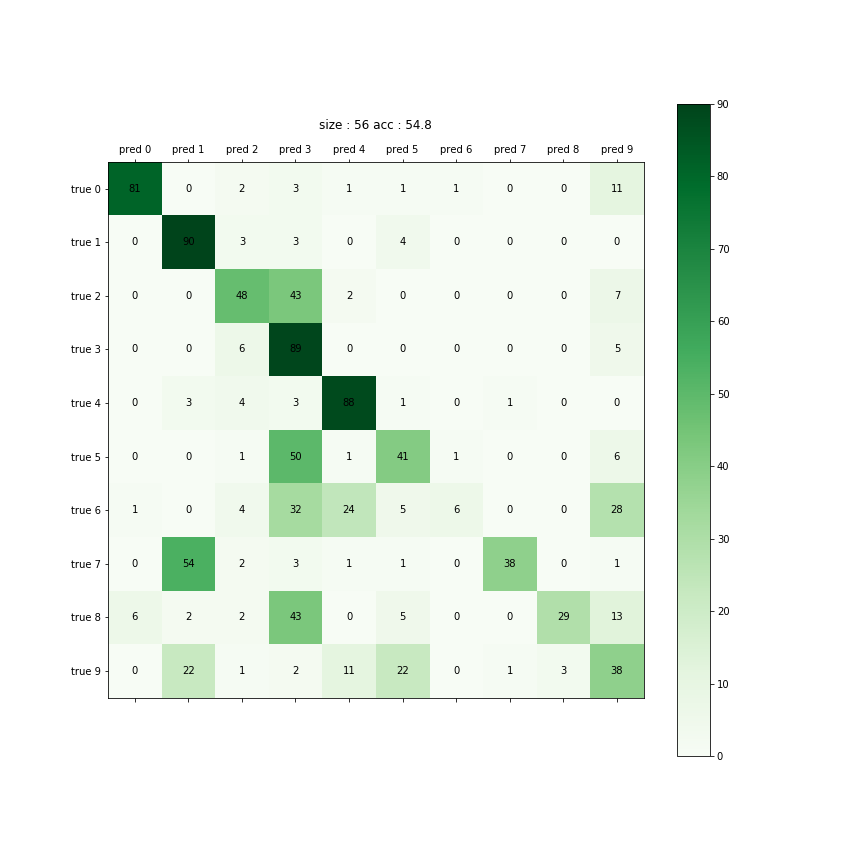 size : 56 acc : 54.8
pred 0 pred 1 pred 2 pred 3 pred 4 pred 5 pred 6 pred 7 pred 8 pred 9
true 0 81 0 2 3 1 1 1 0 0 11
true 1 0 90 3 3 0 4 0 0 0 0
true 2 0 0 48 43 2 0 0 0 0 7
true 3 0 0 6 89 0 0 0 0 0 5
true 4 0 3 4 3 88 1 0 1 0 0
true 5 0 0 1 50 1 41 1 0 0 6
true 6 1 0 4 32 24 5 6 0 0 28
true 7 0 54 2 3 1 1 0 38 0 1
true 8 6 2 2 43 0 5 0 0 29 13
true 9 0 22 1 2 11 22 0 1 3 38
90
80
70
60
50
40
30
20
10
0